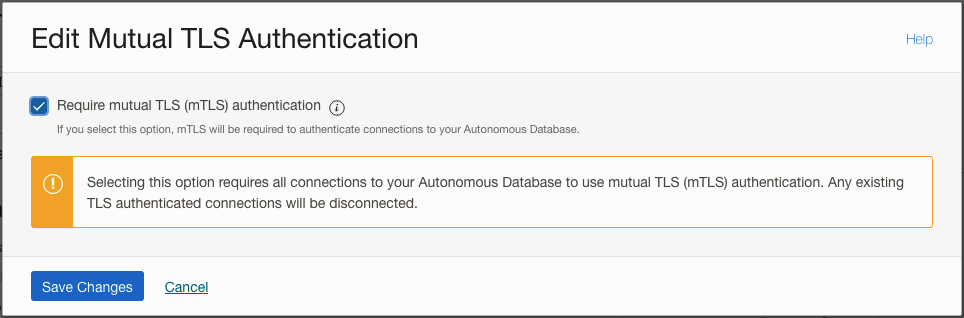 Edit Mutual TLS Authentication
Help
Require mutual TLS (mTLS) authentication
If you select this option, mTLS will be required to authenticate connections to your Autonomous Database.
Selecting this option requires all connections to your Autonomous Database to use mutual TLS (mTLS) authentication. Any existing
TLS authenticated connections will be disconnected.
Save Changes
Cancel